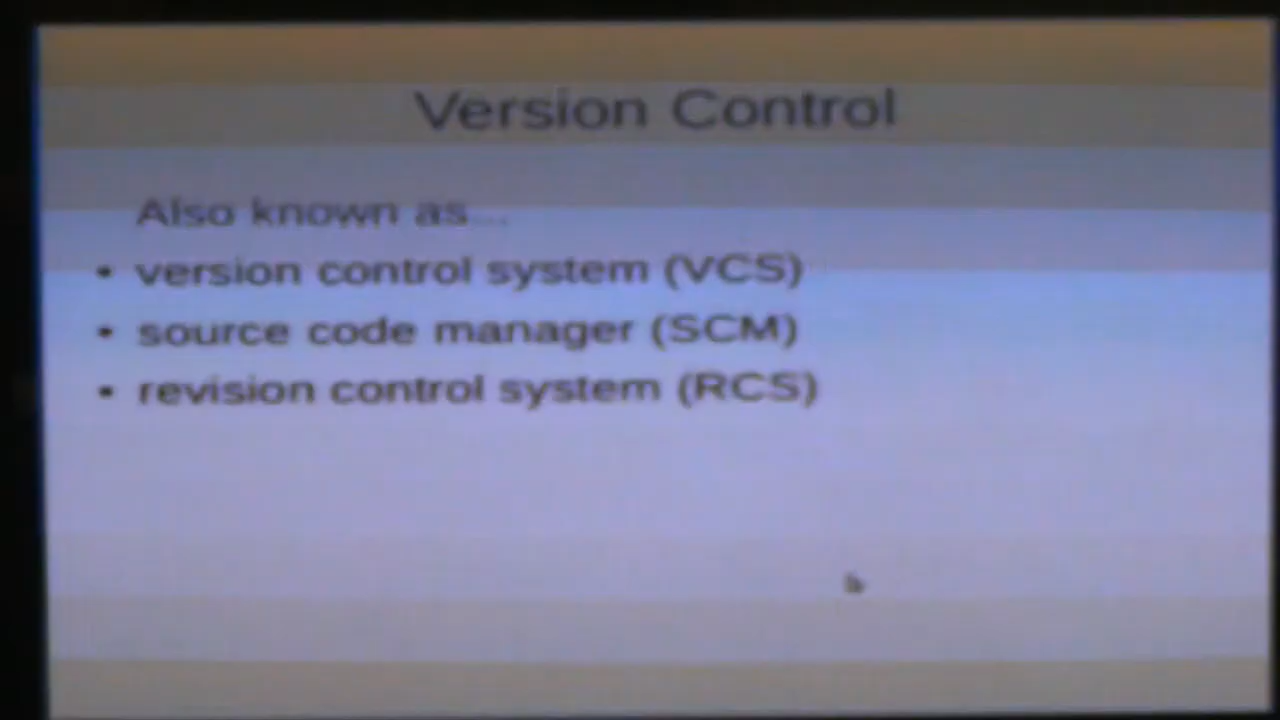 Version Control
Also known as...
• version control system (VCS)
• source code manager (SCM)
• revision control system (RCS)